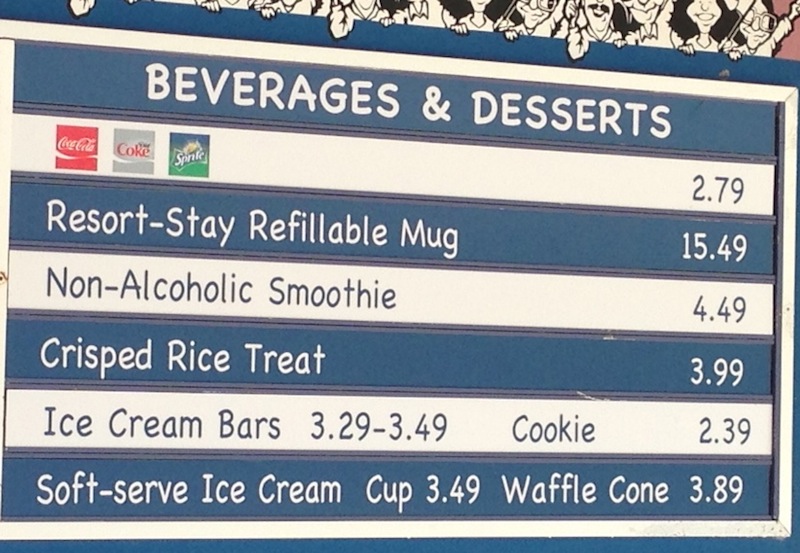 BEVERAGES & DESSERTS
Coca-Cola Diet Coke Sprite 2.79
Resort-Stay Refillable Mug 15.49
Non-Alcoholic Smoothie 4.49
Crisped Rice Treat 3.99
Ice Cream Bars 3.29-3.49 Cookie 2.39
Soft-serve Ice Cream Cup 3.49 Waffle Cone 3.89